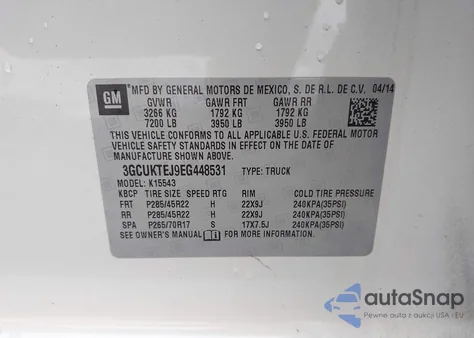 GM
MFD BY GENERAL MOTORS DE MEXICO, S. DE R.L. DE C.V. 04/14
GVWR GAWR FRT GAWR RR
3266 KG 1792 KG 1792 KG
7200 LB 3950 LB 3950 LB
THIS VEHICLE CONFORMS TO ALL APPLICABLE U.S. FEDERAL MOTOR
VEHICLE SAFETY STANDARDS IN EFFECT ON THE DATE OF
MANUFACTURE SHOWN ABOVE.
3GCUKTEJ9EG448531 TYPE: TRUCK
MODEL: K15543
KBCP TIRE SIZE SPEED RTG RIM COLD TIRE PRESSURE
FRT P285/45R22 H 22X9J 240KPA(35PSI)
RR P285/45R22 H 22X9J 240KPA(35PSI)
SPA P265/70R17 S 17X7.5J 240KPA(35PSI)
SEE OWNER'S MANUAL FOR MORE INFORMATION.
autoSnap
Pewne auta z USA i EU